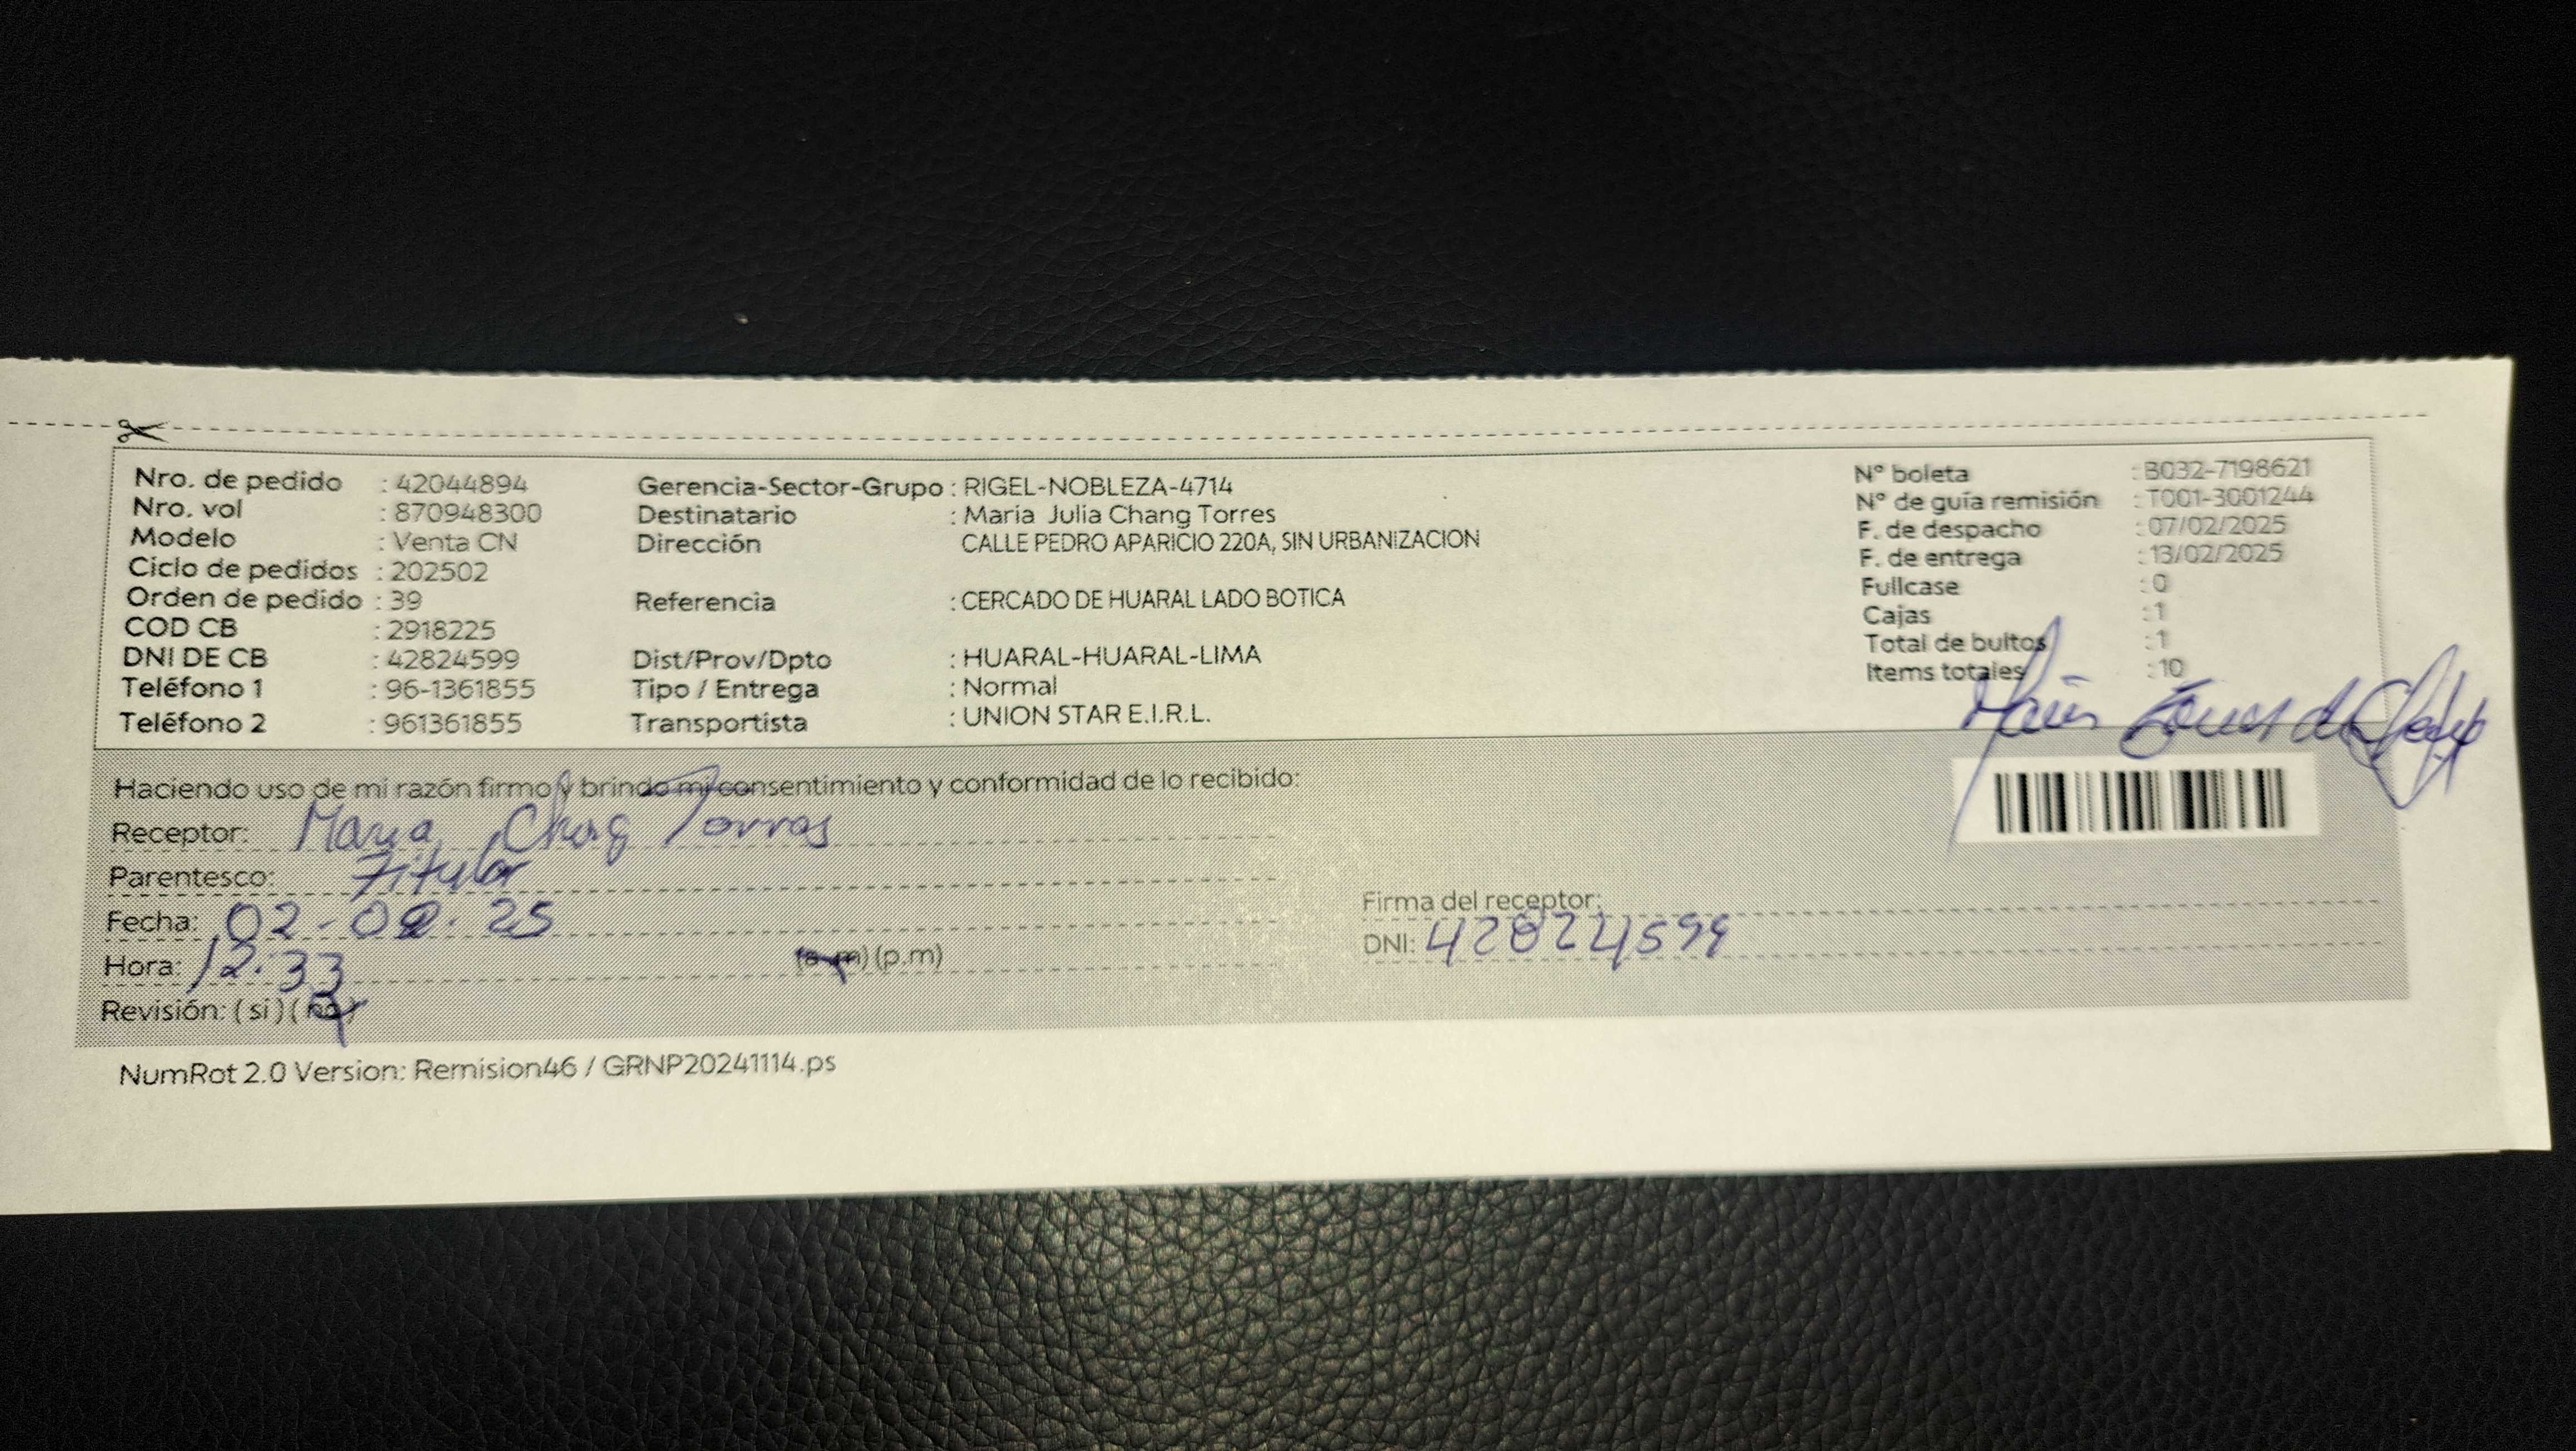 Nro. de pedido : 42044894
Nro. vol : 870948300
Modelo : Venta CN
Ciclo de pedidos : 202502
Orden de pedido : 39
COD CB : 2918225
DNI DE CB : 42824599
Teléfono 1 : 96-1361855
Teléfono 2 : 961361855
Gerencia-Sector-Grupo : RIGEL-NOBLEZA-4714
Destinatario : Maria Julia Chang Torres
Dirección CALLE PEDRO APARICIO 220A, SIN URBANIZACION
Referencia : CERCADO DE HUARAL LADO BOTICA
Dist/Prov/Dpto : HUARAL-HUARAL-LIMA
Tipo / Entrega : Normal
Transportista : UNION STAR E.I.R.L.
N° boleta : B032-7198621
N° de guía remisión : T001-3001244
F. de despacho : 07/02/2025
F. de entrega : 13/02/2025
Fullcase : 0
Cajas : 1
Total de bultos : 1
Items totales : 10
Haciendo uso de mi razón firmo y brindo mi consentimiento y conformidad de lo recibido:
Receptor: Maria Chang Torres
Parentesco: Titular
Fecha: 02-02-25
Hora: 12:33 (a.m) (p.m)
Revisión: ( si ) ( no )
Firma del receptor:
DNI: 42824599
NumRot 2.0 Version: Remision46 / GRNP20241114.ps